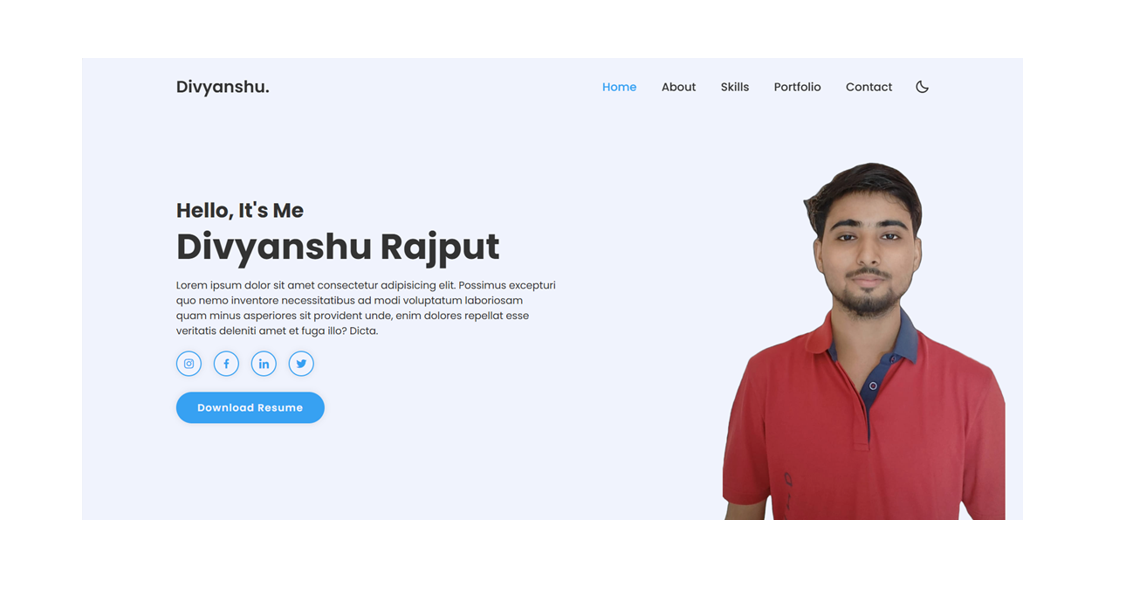 Divyanshu.
Home About Skills Portfolio Contact
Hello, It's Me
Divyanshu Rajput
Lorem ipsum dolor sit amet consectetur adipisicing elit. Possimus excepturi
quo nemo inventore necessitatibus ad modi voluptatum laboriosam
quam minus asperiores sit provident unde, enim dolores repellat esse
veritatis deleniti amet et fuga illo? Dicta.
Download Resume